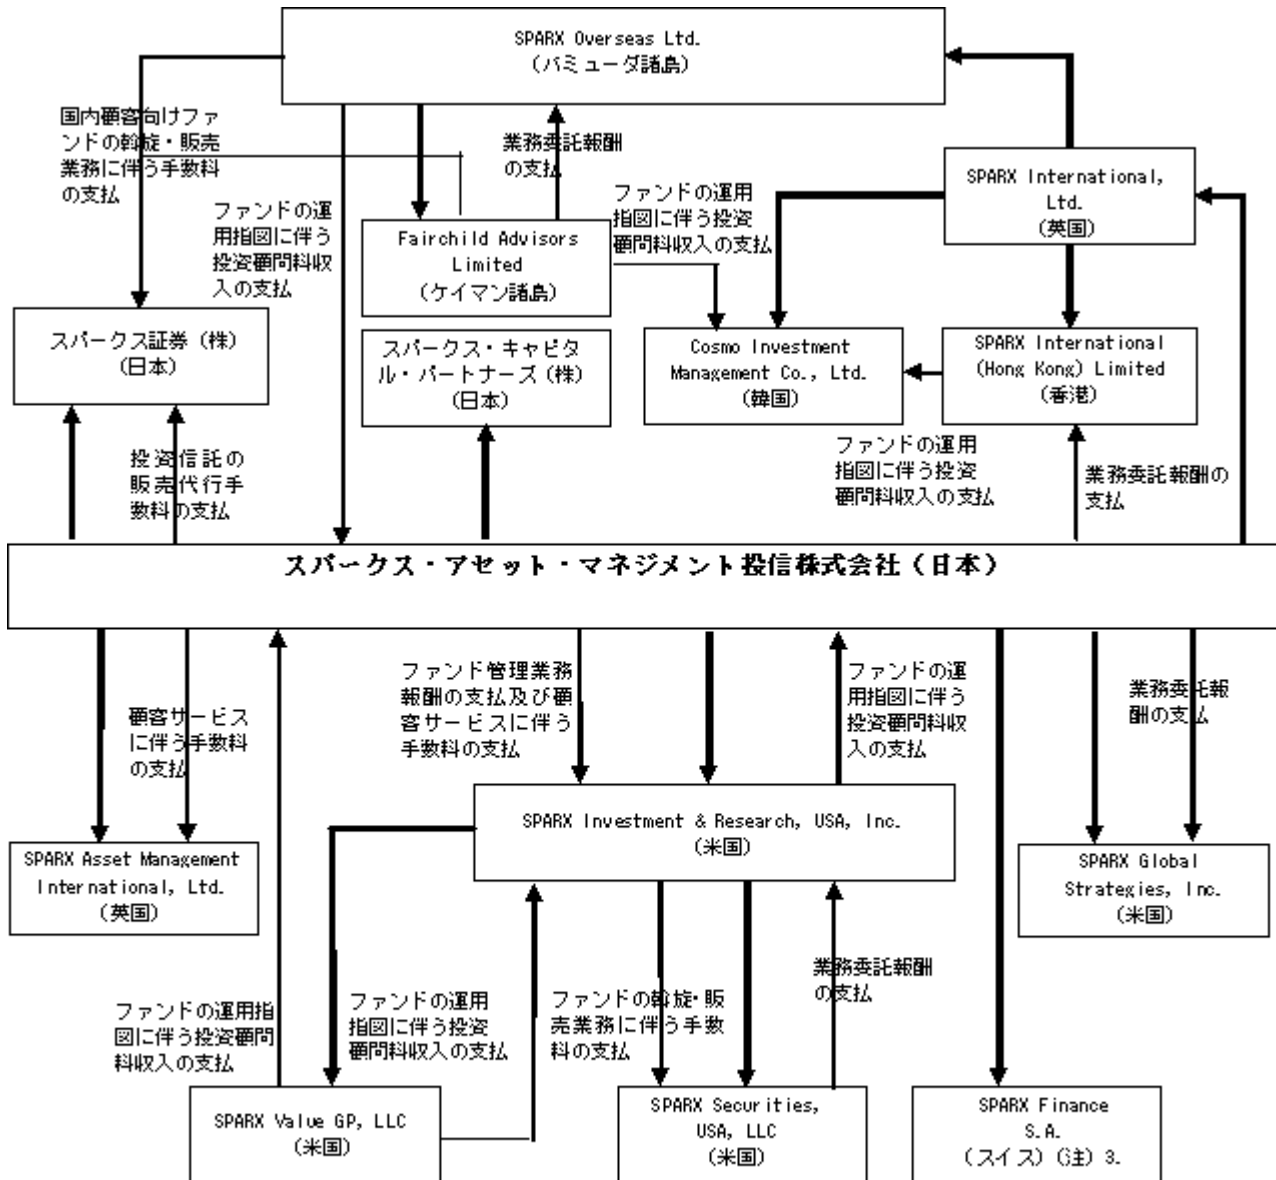 SPARX Overseas Ltd.
(バミューダ諸島)
国内顧客向けファ
ンドの斡旋・販売
業務に伴う手数料
の支払
業務委託報酬
の支払
ファンドの運用
指図に伴う投資
顧問料収入の支払
SPARX International,
Ltd.
(英国)
ファンドの運
用指図に伴う
投資顧問料収
入の支払
Fairchild Advisors
Limited
(ケイマン諸島)
スパークス証券(株)
(日本)
スパークス・キャピタ
ル・パートナーズ(株)
(日本)
Cosmo Investment
Management Co., Ltd.
(韓国)
SPARX International
(Hong Kong) Limited
(香港)
投資信託の
販売代行手
数料の支払
ファンドの運用
指図に伴う投資
顧問料収入の支払
業務委託報酬の
支払
スパークス・アセット・マネジメント投信株式会社(日本)
顧客サービス
に伴う手数料
の支払
ファンド管理業務
報酬の支払及び顧
客サービスに伴う
手数料の支払
ファンドの運
用指図に伴う
投資顧問料収
入の支払
業務委託報
酬の支払
SPARX Asset Management
International, Ltd.
(英国)
SPARX Investment & Research, USA, Inc.
(米国)
SPARX Global
Strategies, Inc.
(米国)
ファンドの運用指
図に伴う投資顧問
料収入の支払
ファンドの運用
指図に伴う投資
顧問料収入の支払
ファンドの斡旋・販
売業務に伴う手数
料の支払
業務委託報酬
の支払
SPARX Value GP, LLC
(米国)
SPARX Securities,
USA, LLC
(米国)
SPARX Finance
S.A.
(スイス)(注)3.